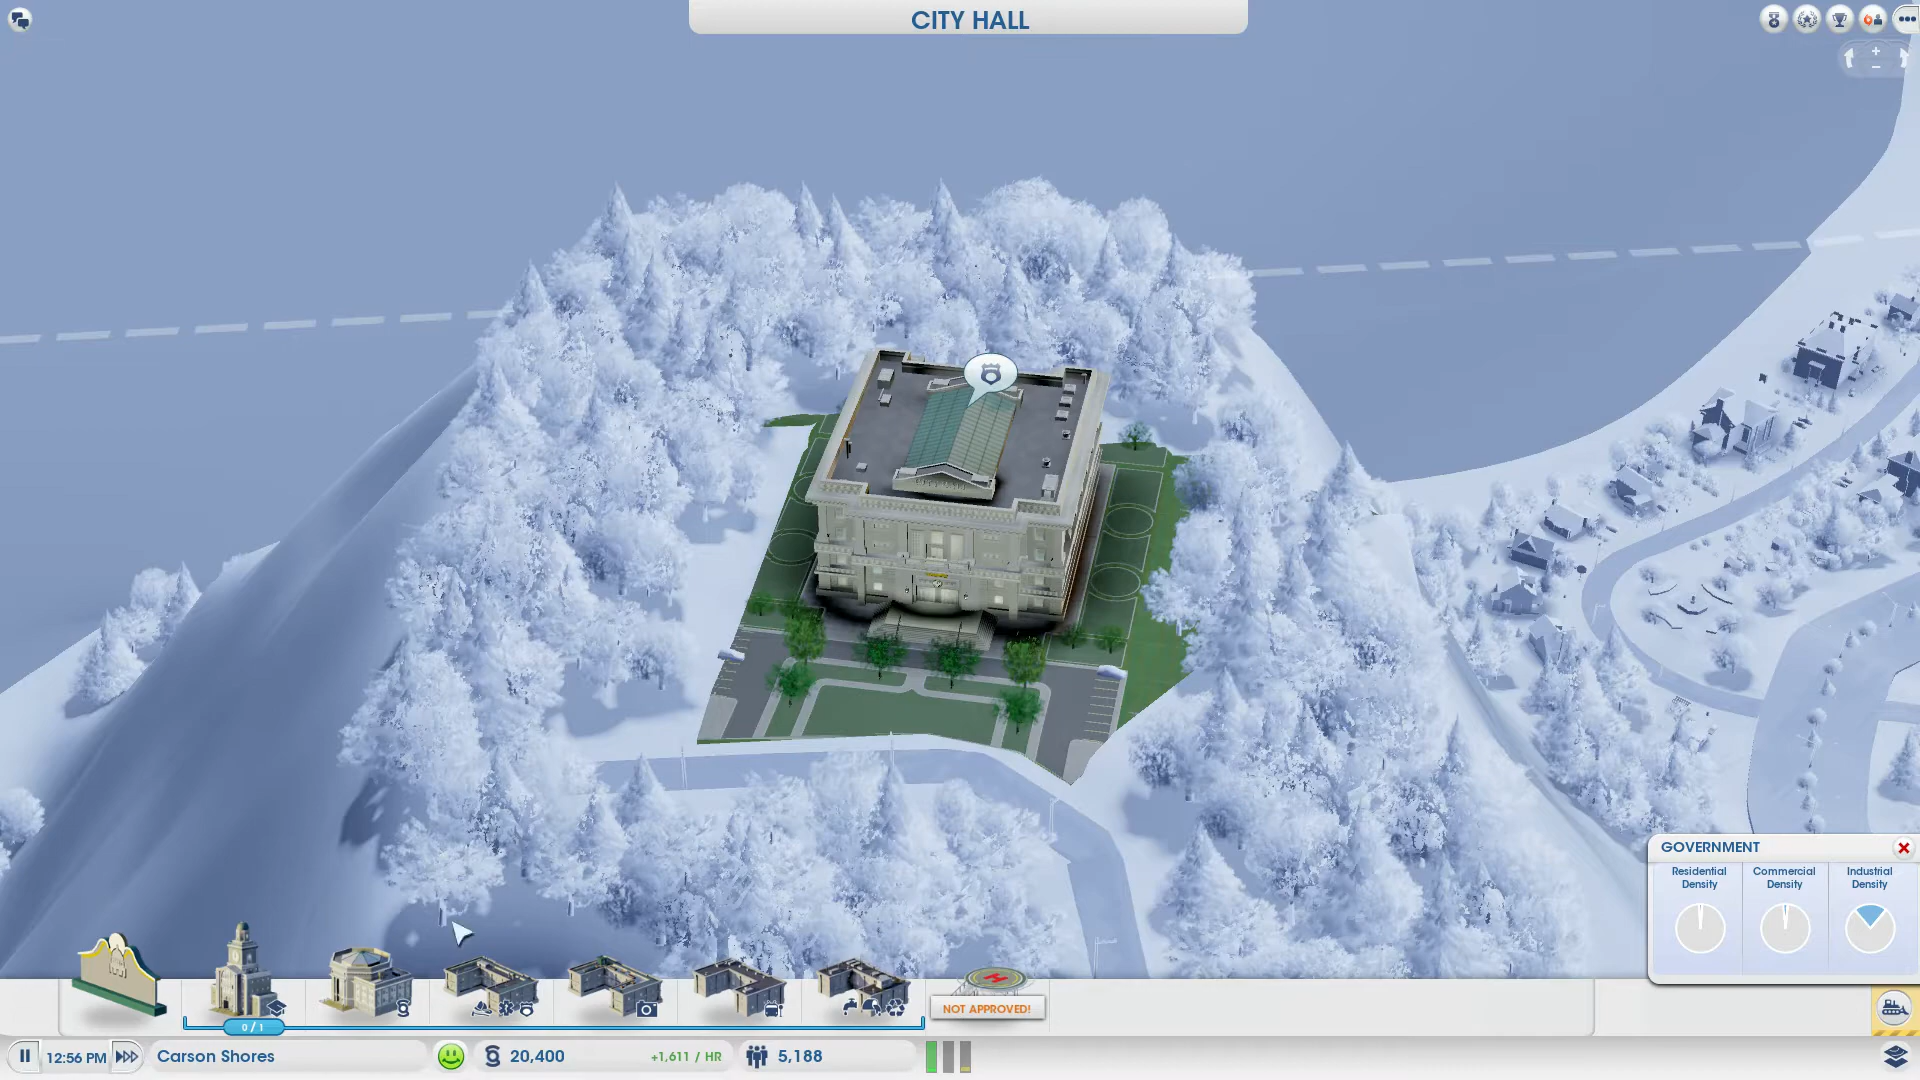 CITY HALL
GOVERNMENT
Residential
Density
Commercial
Density
Industrial
Density
NOT APPROVED!
0 / 1
12:56 PM
Carson Shores
20,400
+1,611 / HR
5,188